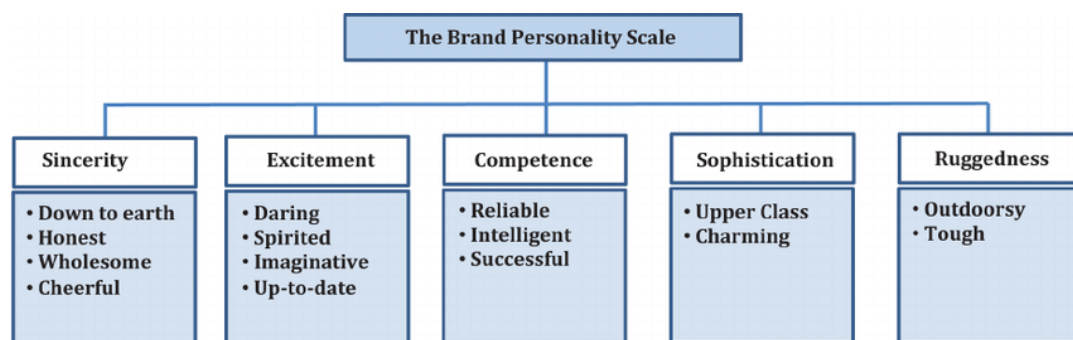 The Brand Personality Scale
Sincerity
• Down to earth
• Honest
• Wholesome
• Cheerful
Excitement
• Daring
• Spirited
• Imaginative
• Up-to-date
Competence
• Reliable
• Intelligent
• Successful
Sophistication
• Upper Class
• Charming
Ruggedness
• Outdoorsy
• Tough